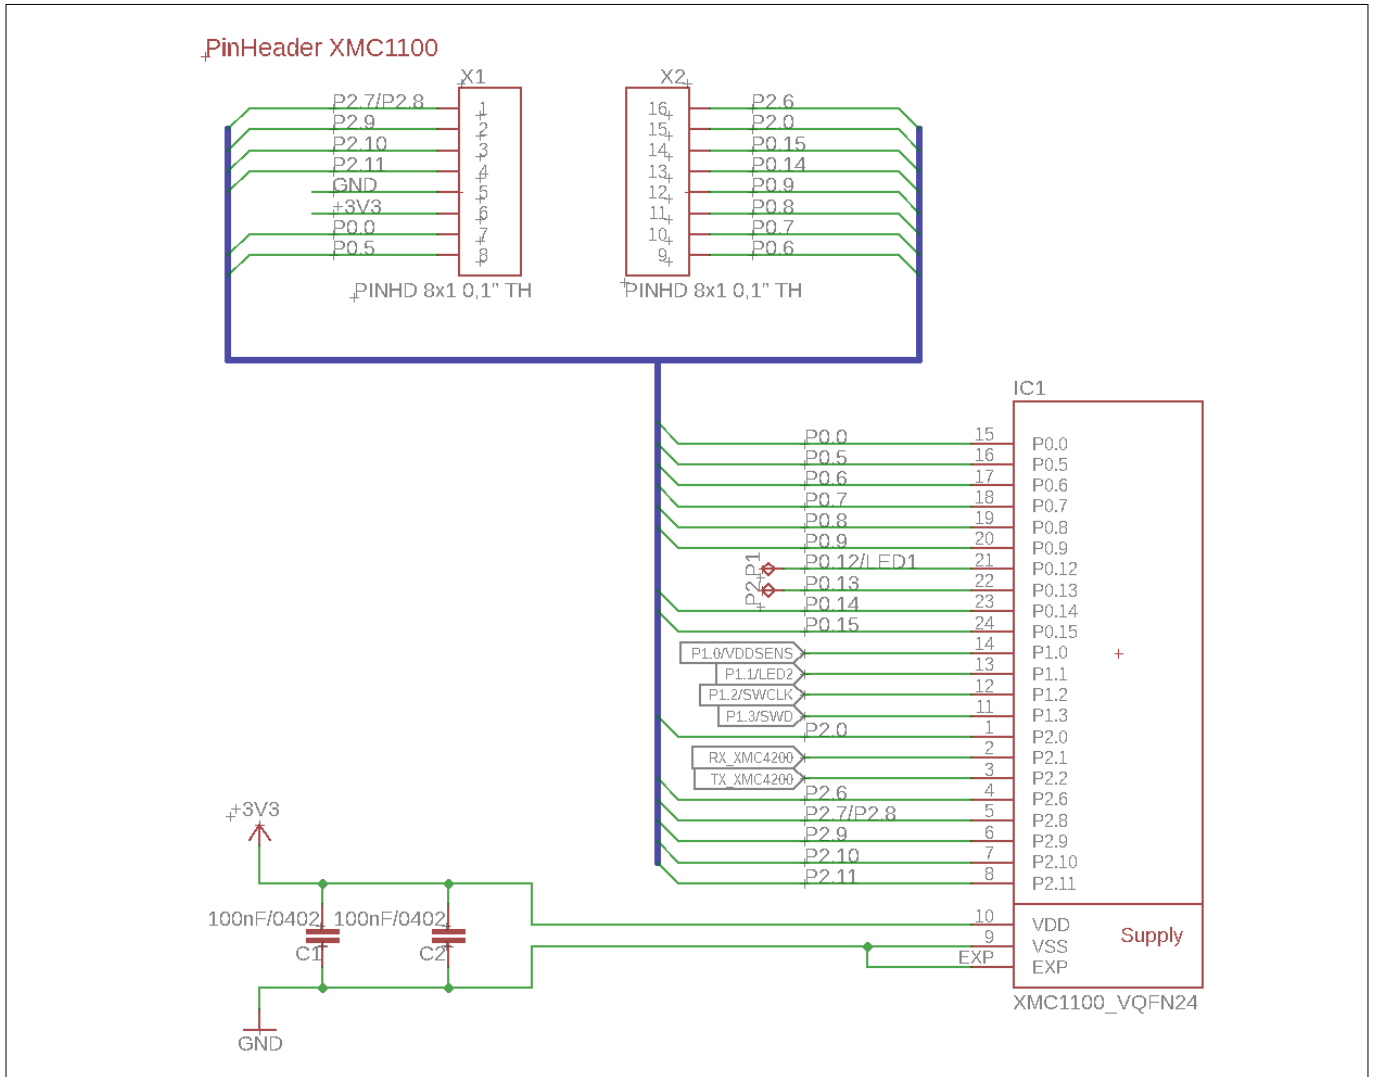 PinHeader XMC1100
X1
X2
P2.7/P2.8 1
P2.9 2
P2.10 3
P2.11 4
GND 5
+3V3 6
P0.0 7
P0.5 8
PINHD 8x1 0,1" TH
16 P2.6
15 P2.0
14 P0.15
13 P0.14
12 P0.9
11 P0.8
10 P0.7
9 P0.6
PINHD 8x1 0,1" TH
IC1
P0.0 15 P0.0
P0.5 16 P0.5
P0.6 17 P0.6
P0.7 18 P0.7
P0.8 19 P0.8
P0.9 20 P0.9
P1 P0.12/LED1 21 P0.12
P2 P0.13 22 P0.13
P0.14 23 P0.14
P0.15 24 P0.15
P1.0/VDDSENS 14 P1.0
P1.1/LED2 13 P1.1
P1.2/SWCLK 12 P1.2
P1.3/SWD 11 P1.3
P2.0 1 P2.0
RX_XMC4200 2 P2.1
TX_XMC4200 3 P2.2
P2.6 4 P2.6
P2.7/P2.8 5 P2.8
P2.9 6 P2.9
P2.10 7 P2.10
P2.11 8 P2.11
10 VDD
9 VSS
EXP EXP
Supply
XMC1100_VQFN24
+3V3
100nF/0402
C1
100nF/0402
C2
GND